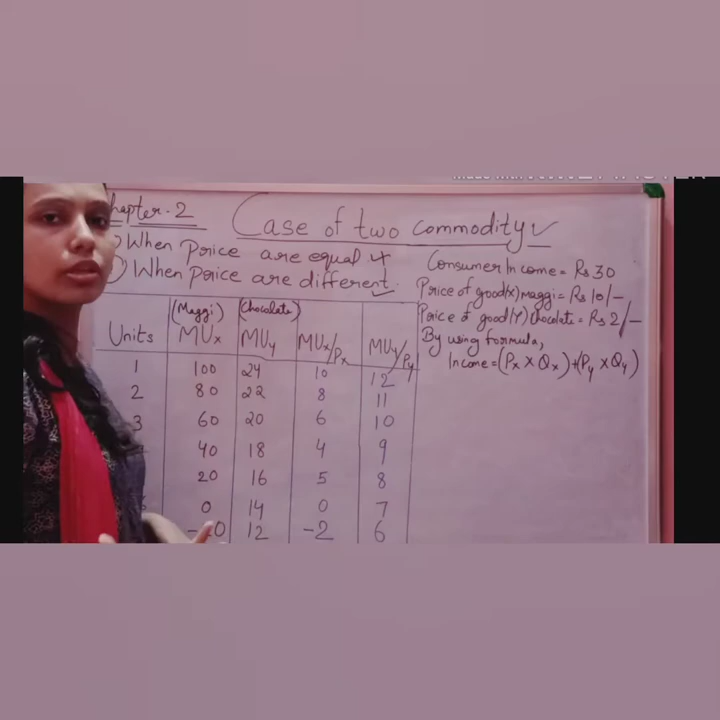 hapter-2
Case of two commodity ✓
) When price are equal 4
) When price are different.
Consumer Income = Rs 30
Price of good(X) maggi = Rs 10/-
Price of good(Y) Chocolate = Rs 2/-
By using formula,
Income = (Px X Qx) + (Py X Qy)
(Maggi) (Chocolate)
Units MUx MUy MUx/Px MUy/Py
1 100 24 10 12
2 80 22 8 11
3 60 20 6 10
40 18 4 9
20 16 5 8
0 14 0 7
12 -2 6